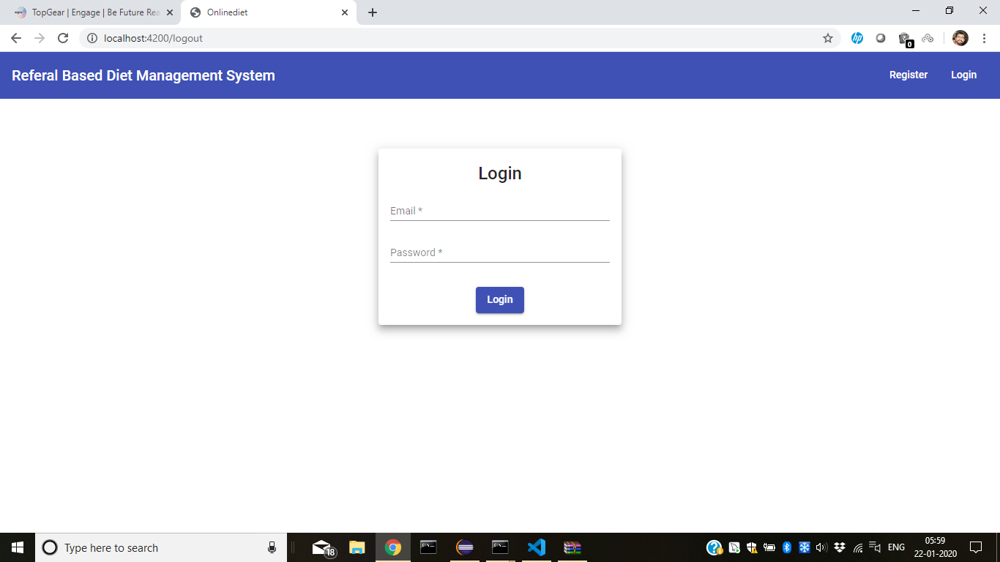 TopGear | Engage | Be Future Rea
Onlinediet
localhost:4200/logout
0
Referal Based Diet Management System
Register
Login
Login
Email *
Password *
Login
Type here to search
18
ENG
05:59
22-01-2020